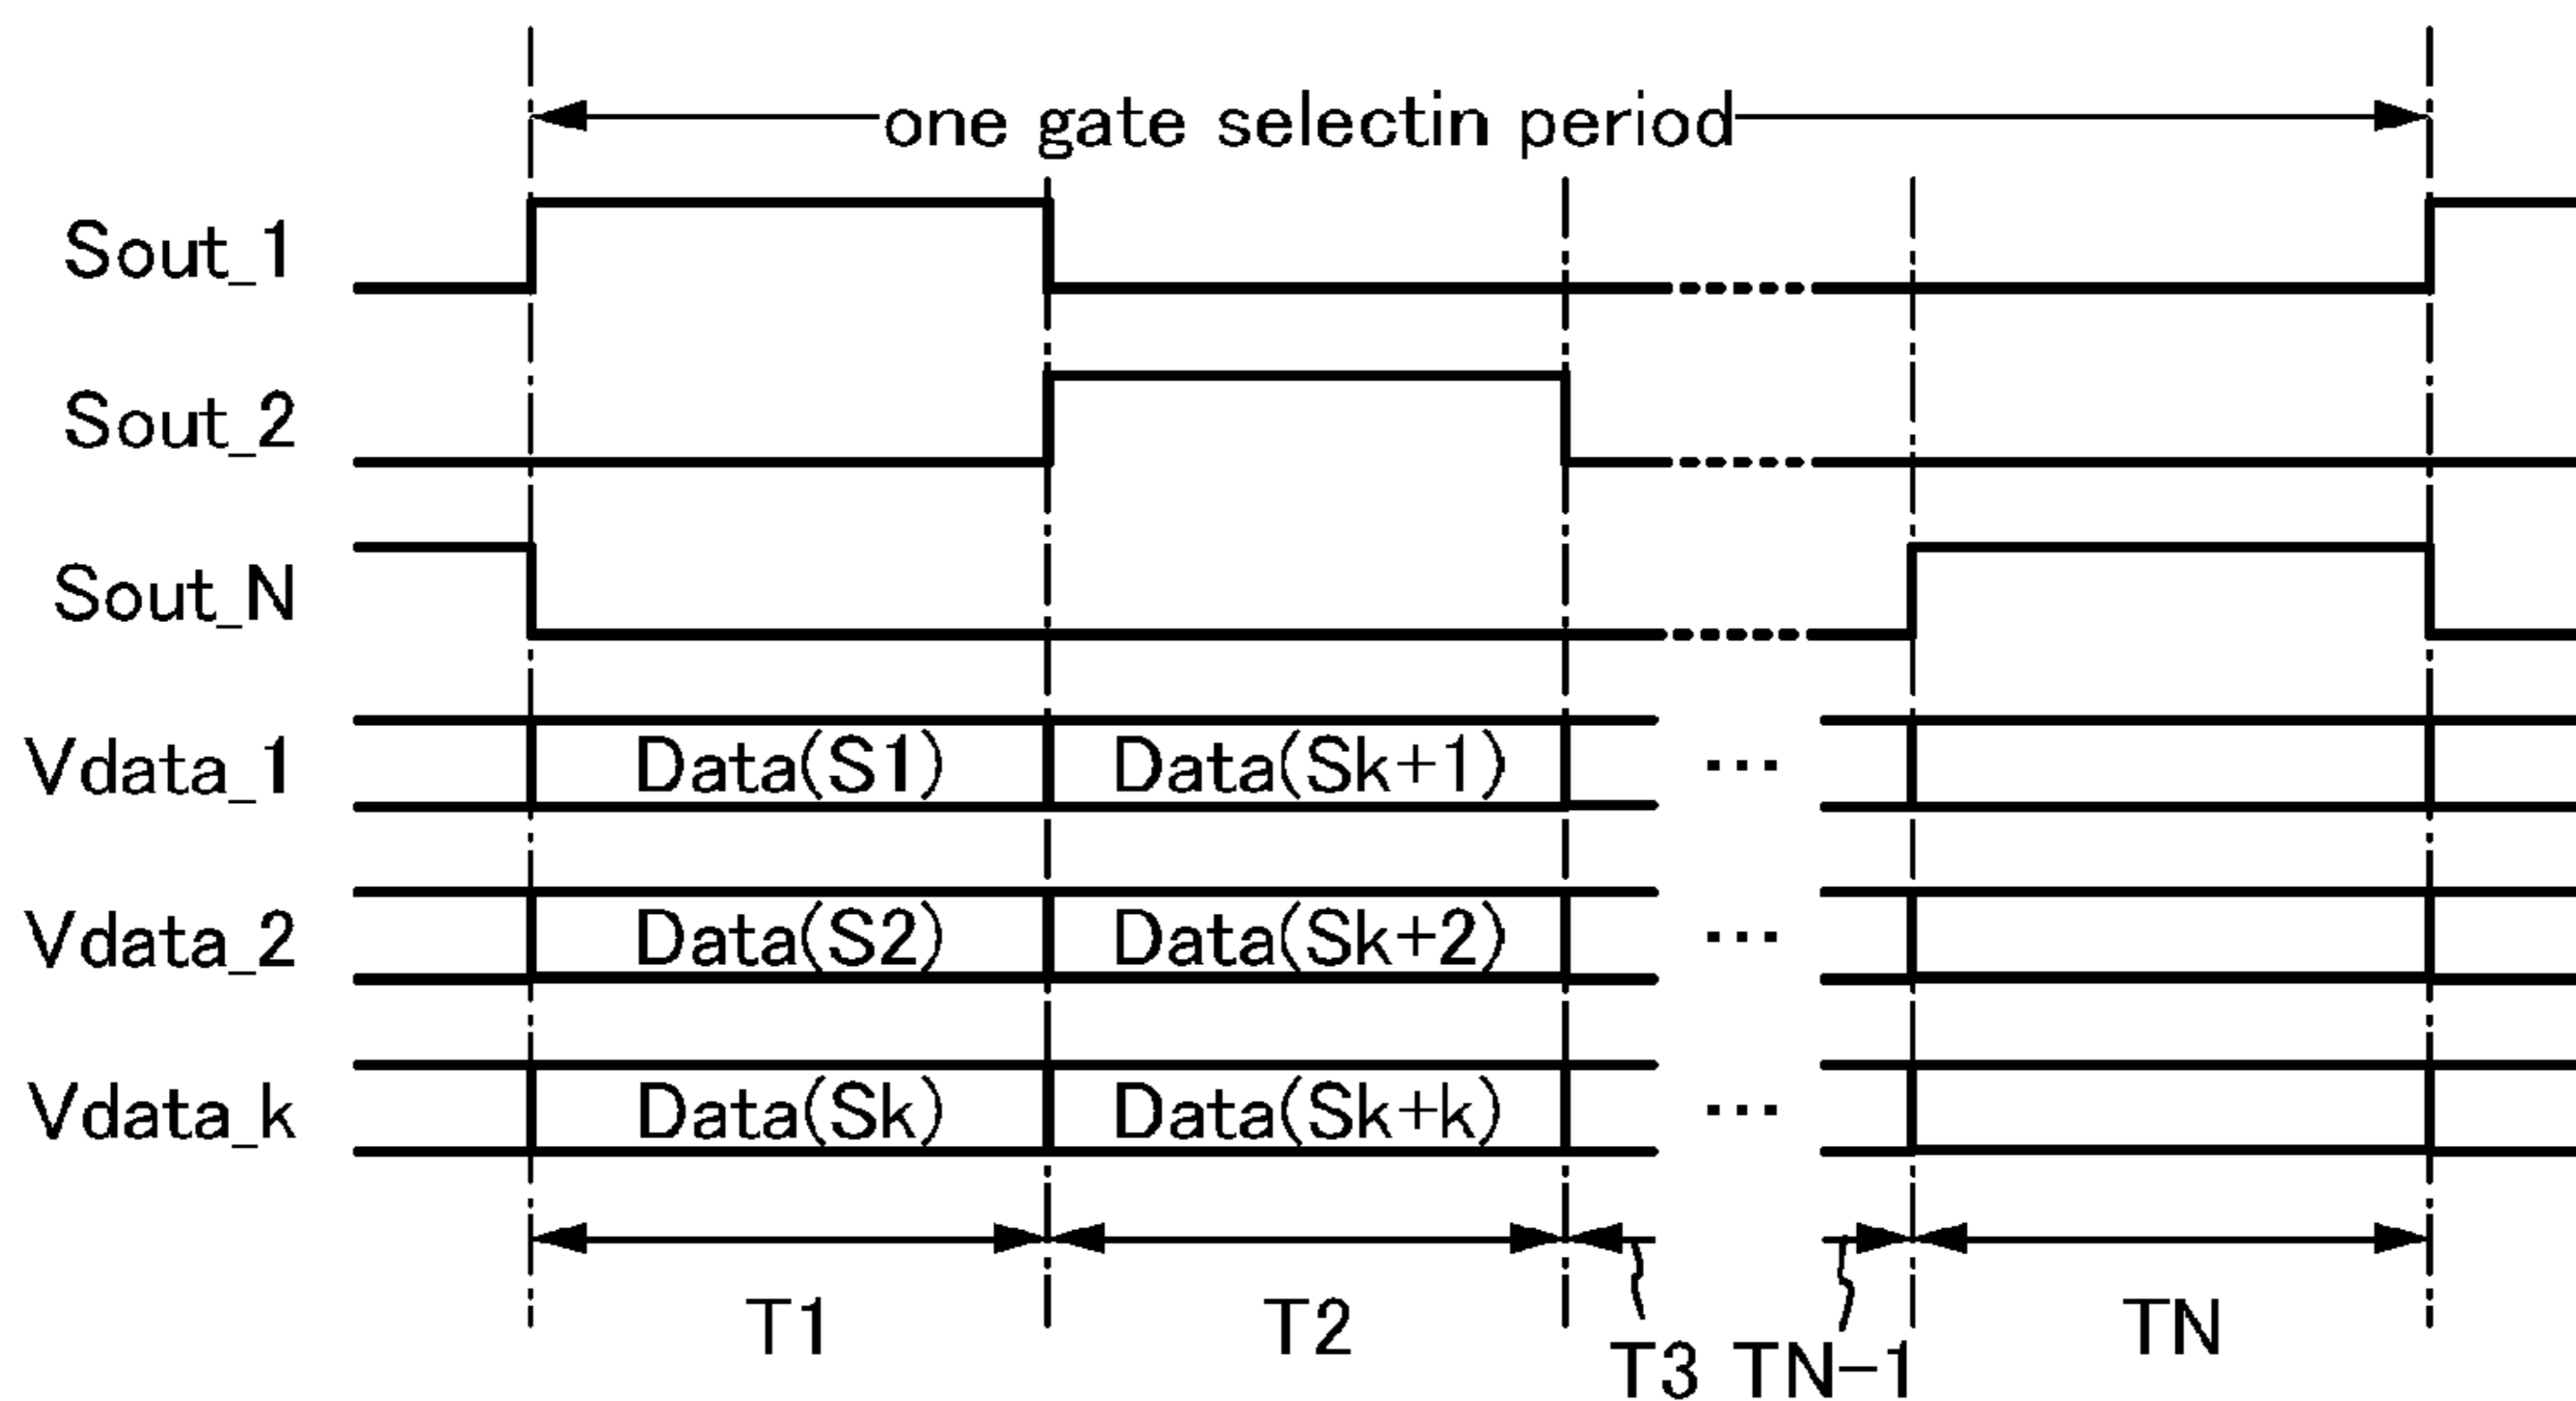 one gate selectin period
Sout_1
Sout_2
Sout_N
Vdata_1 Data(S1) Data(Sk+1) ...
Vdata_2 Data(S2) Data(Sk+2) ...
Vdata_k Data(Sk) Data(Sk+k) ...
T1 T2 TN
T3 TN-1